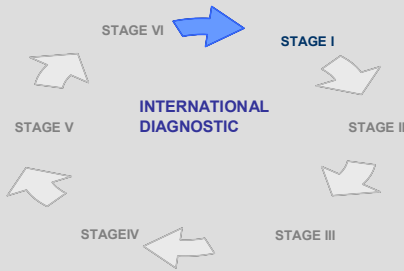 STAGE VI
STAGE I
INTERNATIONAL
DIAGNOSTIC
STAGE V
STAGE II
STAGEIV
STAGE III